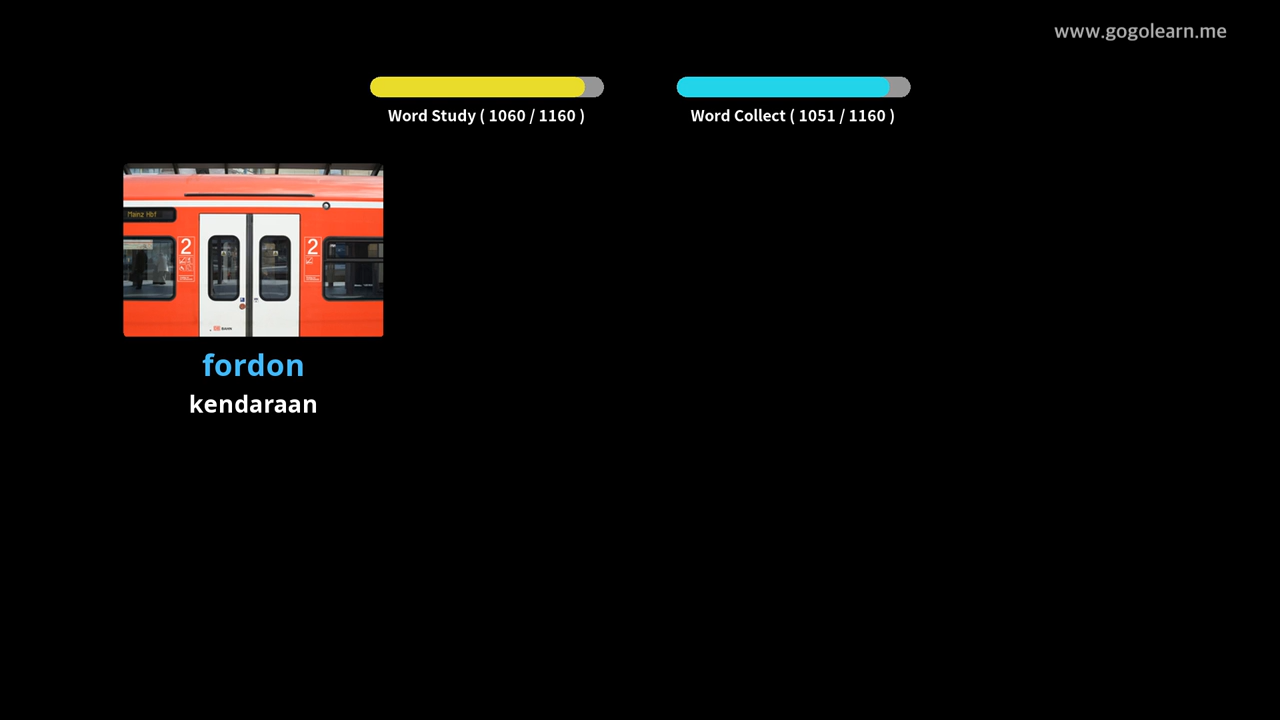 www.gogolearn.me
Word Study ( 1060 / 1160 )
Word Collect ( 1051 / 1160 )
Mainz Hbf
2
2
fordon
kendaraan